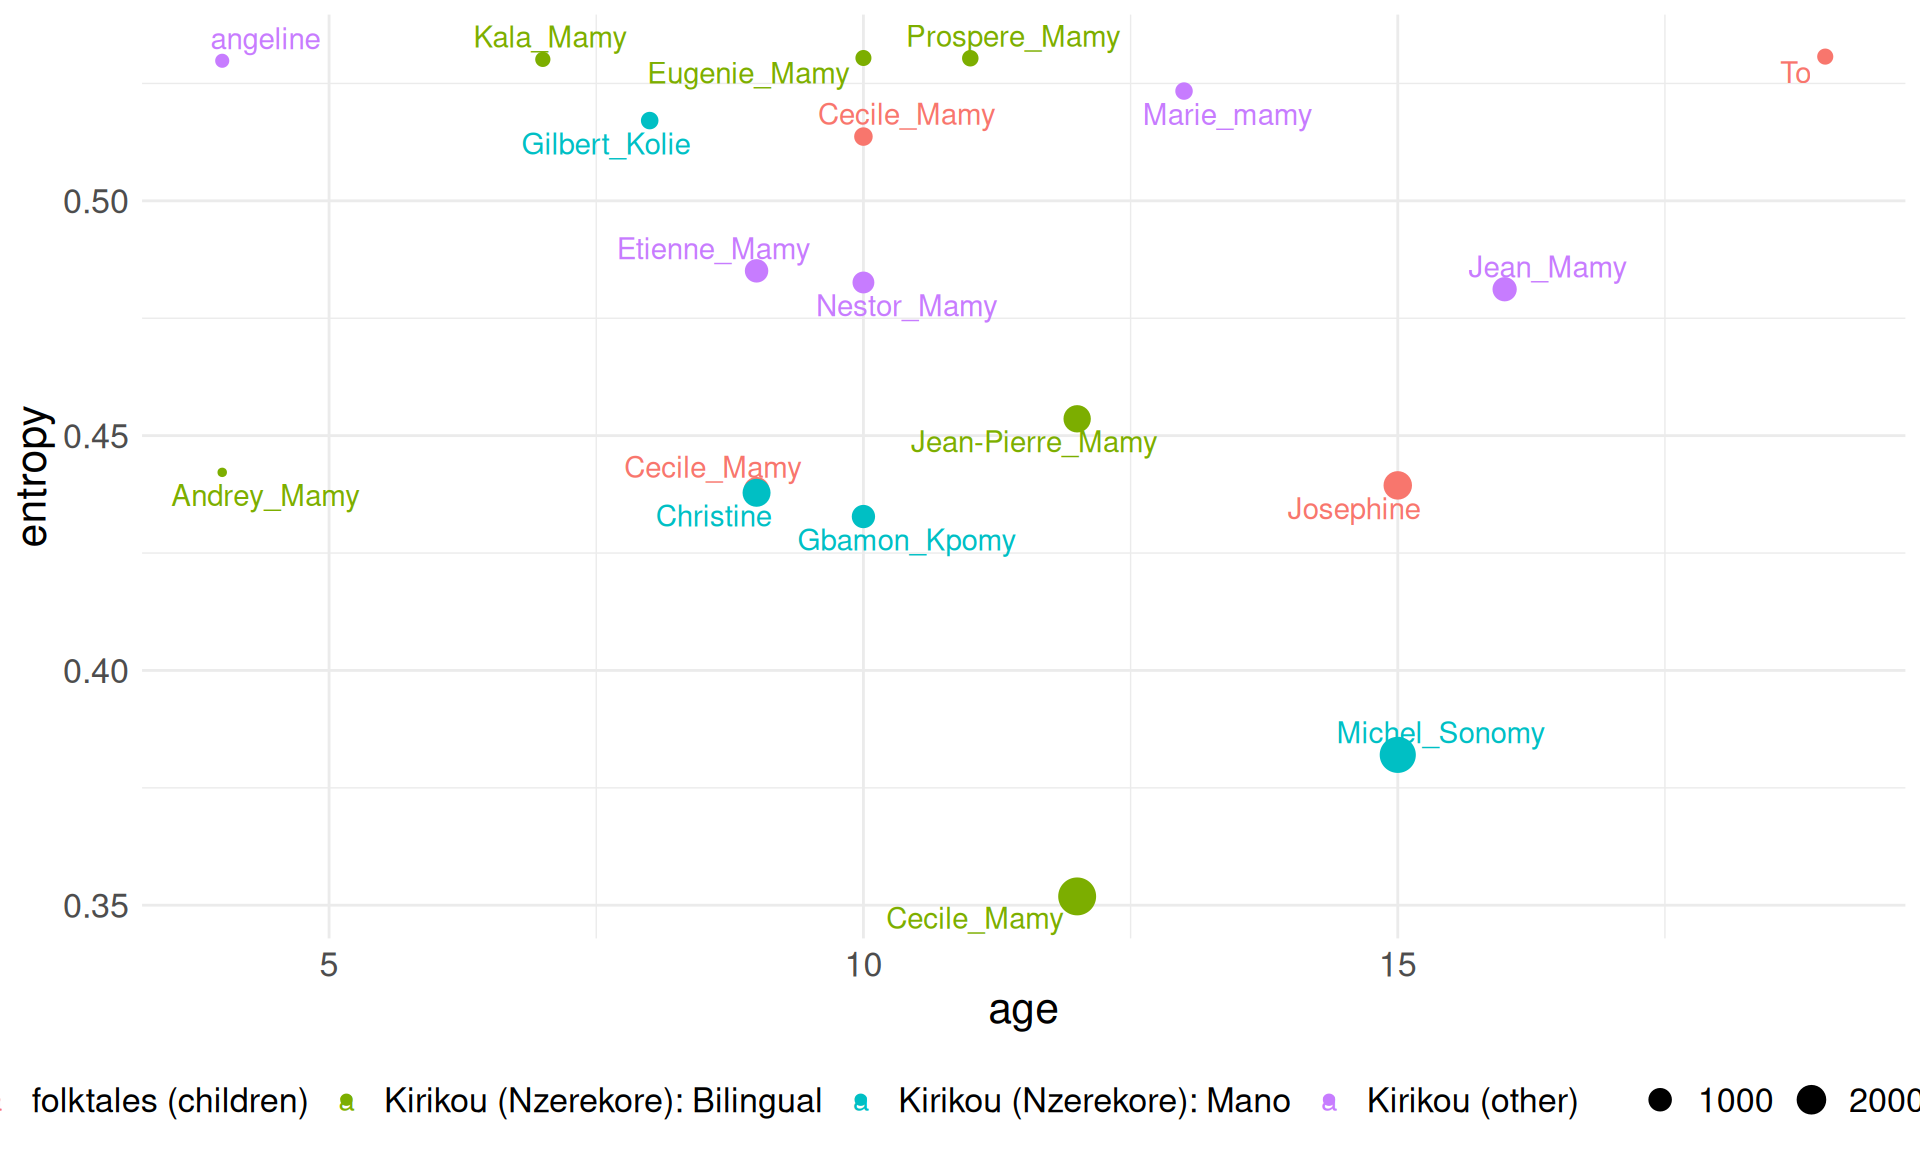 angeline
Kala_Mamy
Prospere_Mamy
Eugenie_Mamy
To
Cecile_Mamy
Marie_mamy
Gilbert_Kolie
0.50
Etienne_Mamy
Jean_Mamy
Nestor_Mamy
0.45
Jean-Pierre_Mamy
Cecile_Mamy
Andrey_Mamy
Christine
Josephine
Gbamon_Kpomy
entropy
0.40
Michel_Sonomy
0.35
Cecile_Mamy
5 10 15
age
a folktales (children) a Kirikou (Nzerekore): Bilingual a Kirikou (Nzerekore): Mano a Kirikou (other) 1000 2000